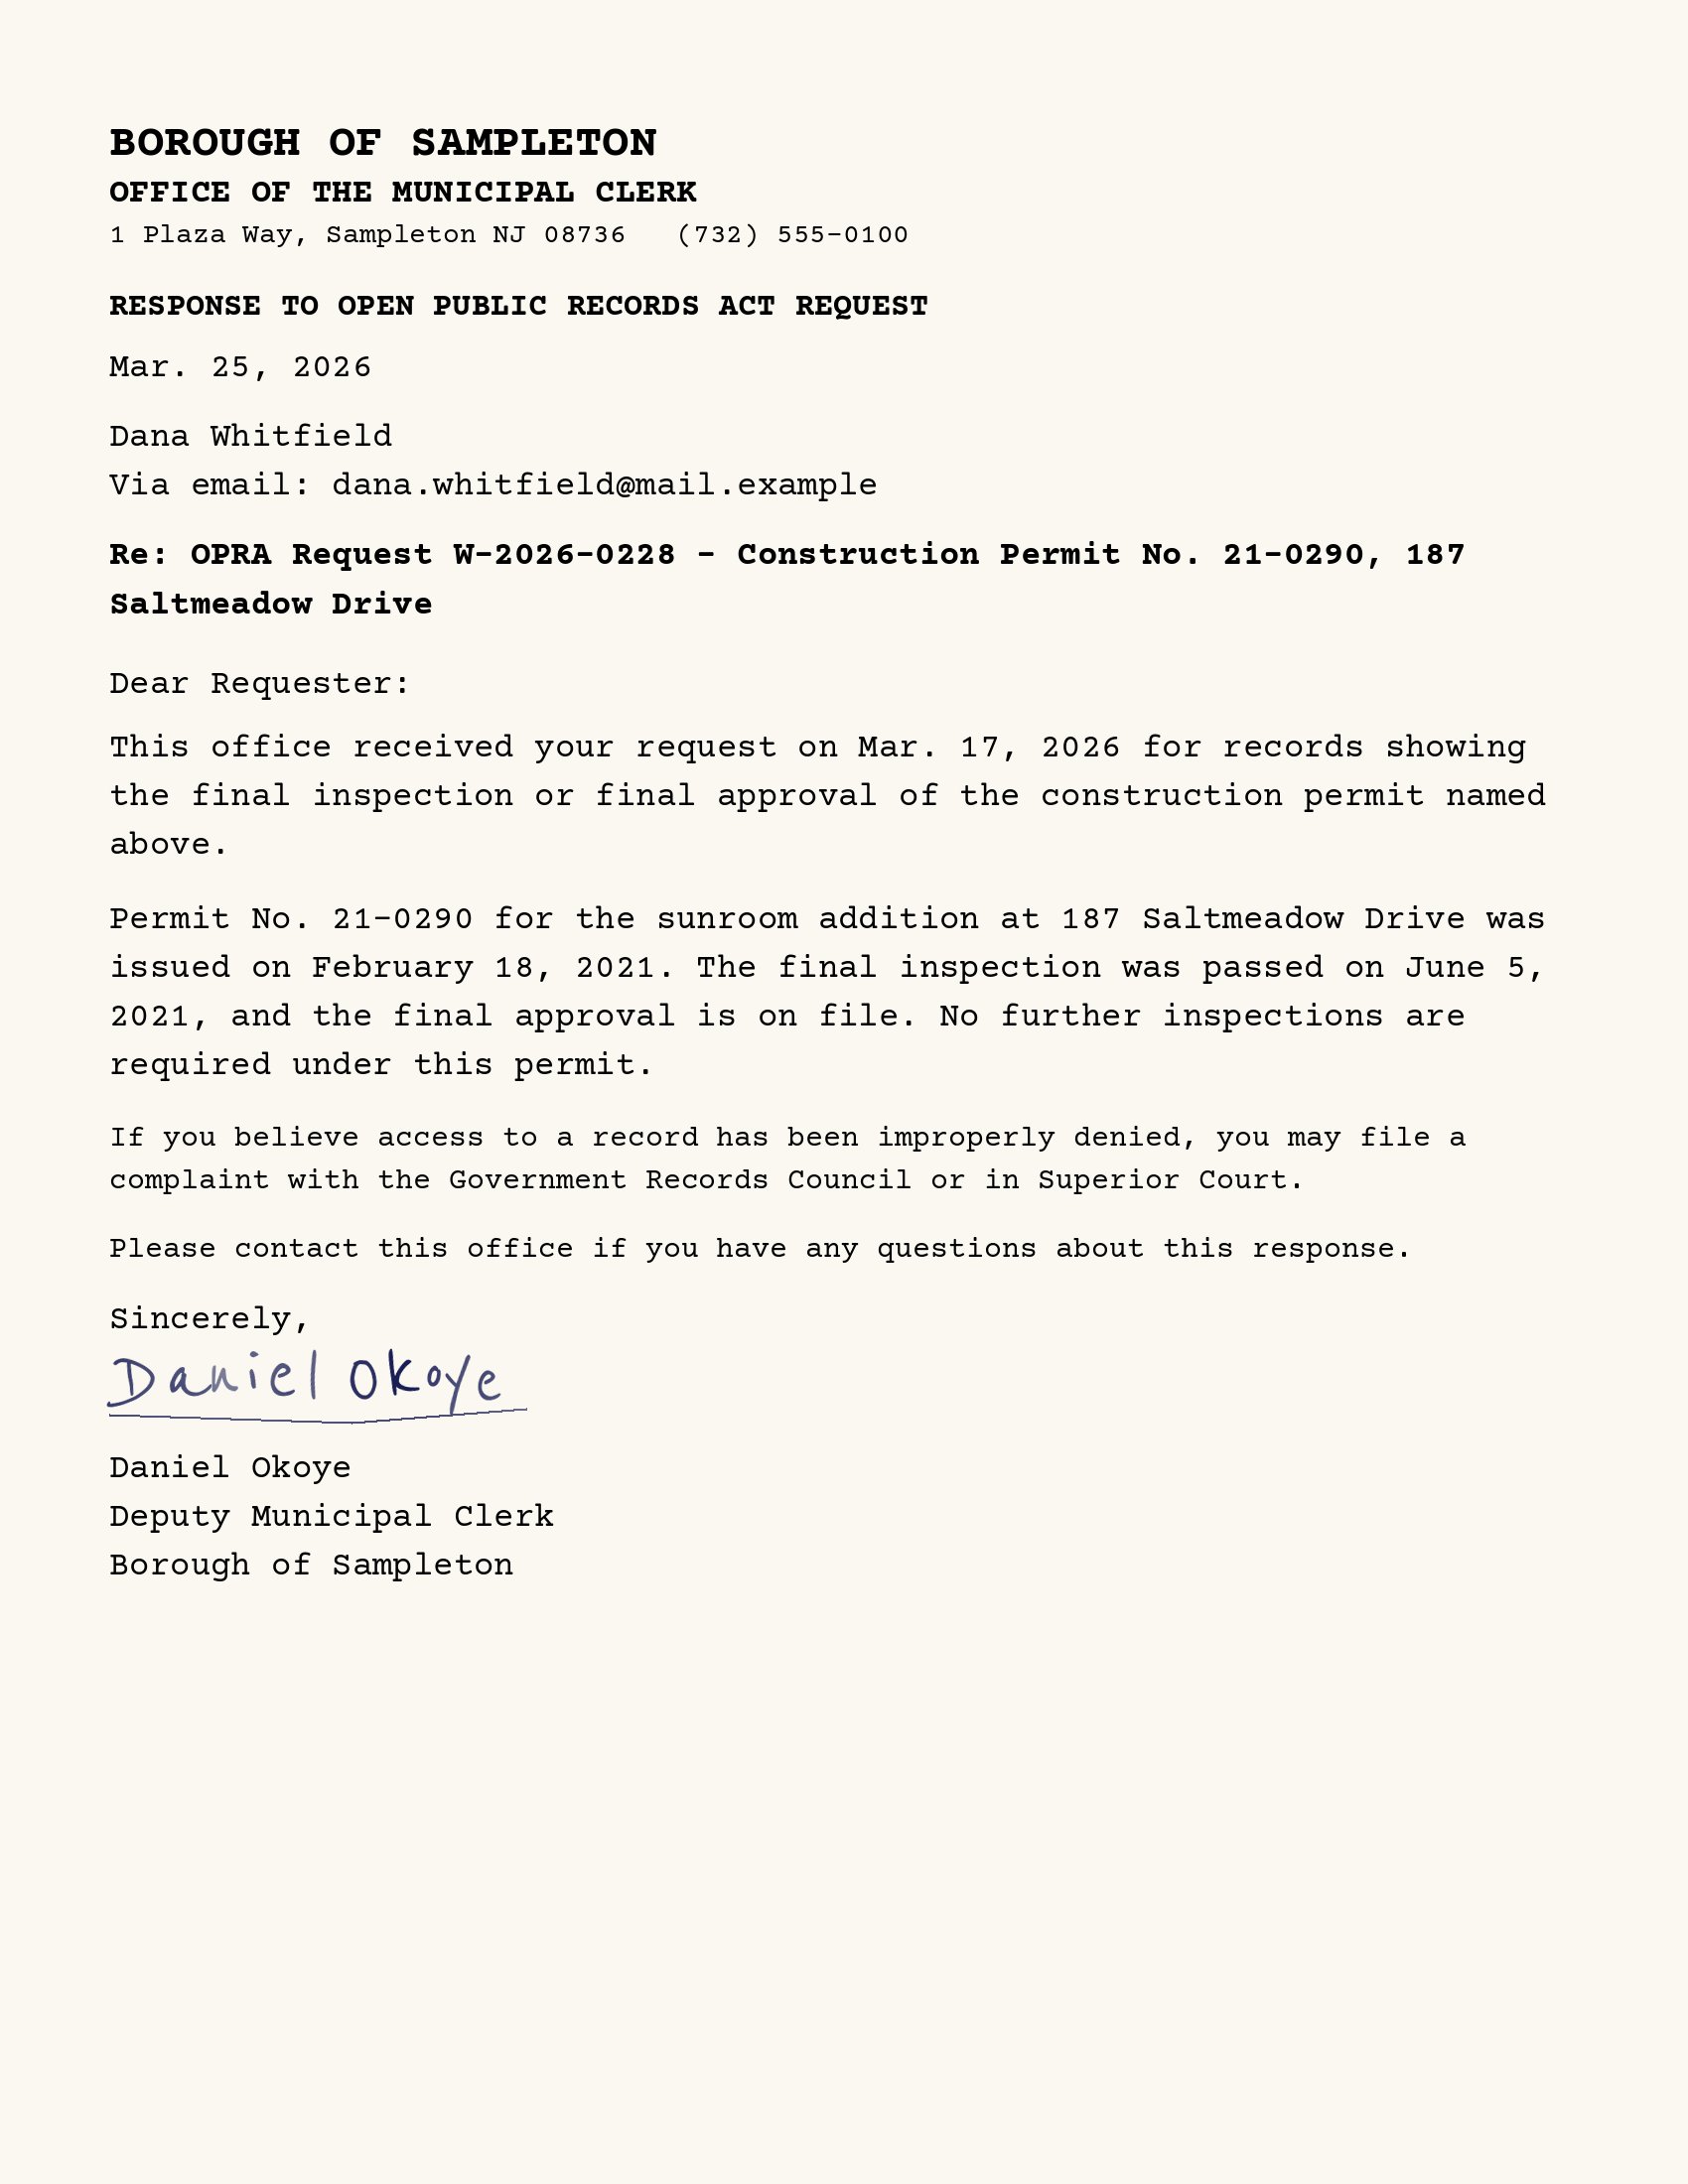 BOROUGH OF SAMPLETON
OFFICE OF THE MUNICIPAL CLERK
1 Plaza Way, Sampleton NJ 08736   (732) 555-0100
RESPONSE TO OPEN PUBLIC RECORDS ACT REQUEST
Mar. 25, 2026
Dana Whitfield
Via email: dana.whitfield@mail.example
Re: OPRA Request W-2026-0228 - Construction Permit No. 21-0290, 187
Saltmeadow Drive
Dear Requester:
This office received your request on Mar. 17, 2026 for records showing
the final inspection or final approval of the construction permit named
above.
Permit No. 21-0290 for the sunroom addition at 187 Saltmeadow Drive was
issued on February 18, 2021. The final inspection was passed on June 5,
2021, and the final approval is on file. No further inspections are
required under this permit.
If you believe access to a record has been improperly denied, you may file a
complaint with the Government Records Council or in Superior Court.
Please contact this office if you have any questions about this response.
Sincerely,
Daniel Okoye
Daniel Okoye
Deputy Municipal Clerk
Borough of Sampleton